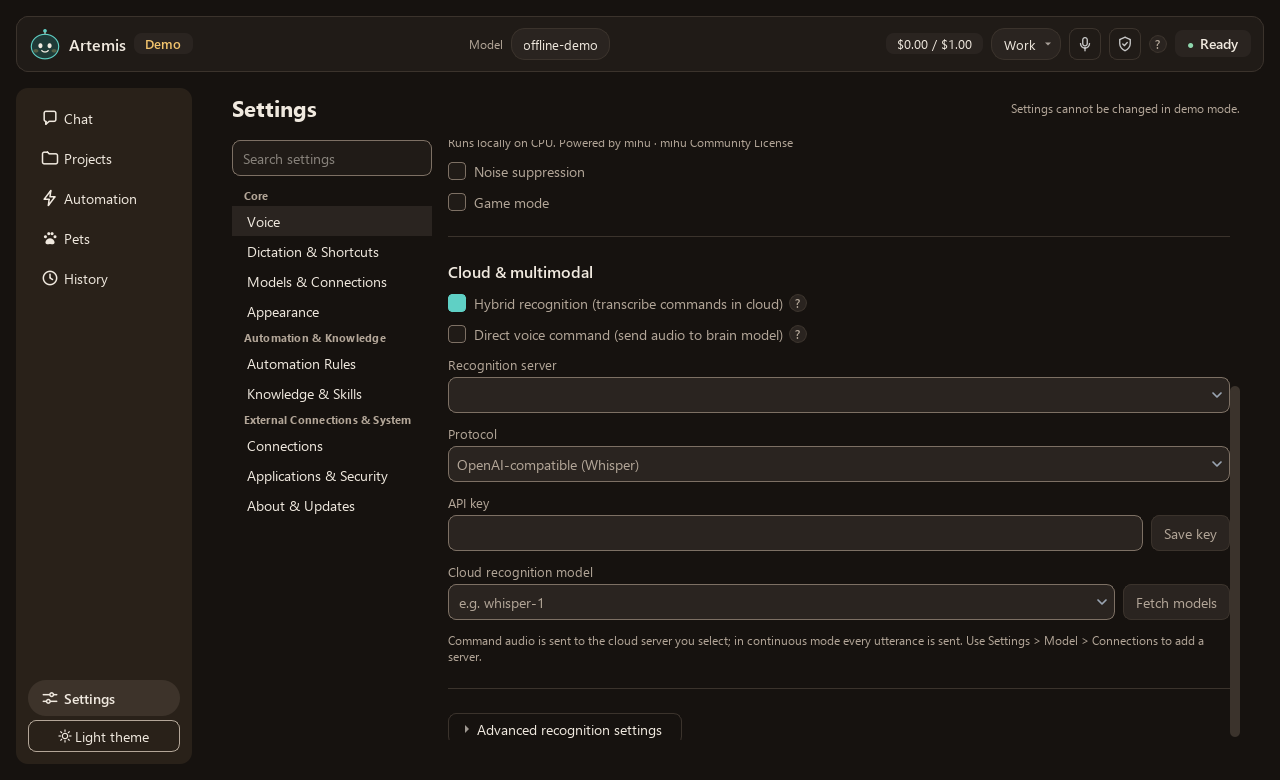 Artemis
Demo
Model
offline-demo
$0.00 / $1.00
Work
?
Ready
Chat
Projects
Automation
Pets
History
Settings
Light theme
Settings
Settings cannot be changed in demo mode.
Search settings
Core
Voice
Dictation & Shortcuts
Models & Connections
Appearance
Automation & Knowledge
Automation Rules
Knowledge & Skills
External Connections & System
Connections
Applications & Security
About & Updates
Runs locally on CPU. Powered by mihu · mihu Community License
Noise suppression
Game mode
Cloud & multimodal
Hybrid recognition (transcribe commands in cloud) ?
Direct voice command (send audio to brain model) ?
Recognition server
Protocol
OpenAI-compatible (Whisper)
API key
Save key
Cloud recognition model
e.g. whisper-1
Fetch models
Command audio is sent to the cloud server you select; in continuous mode every utterance is sent. Use Settings > Model > Connections to add a
server.
Advanced recognition settings